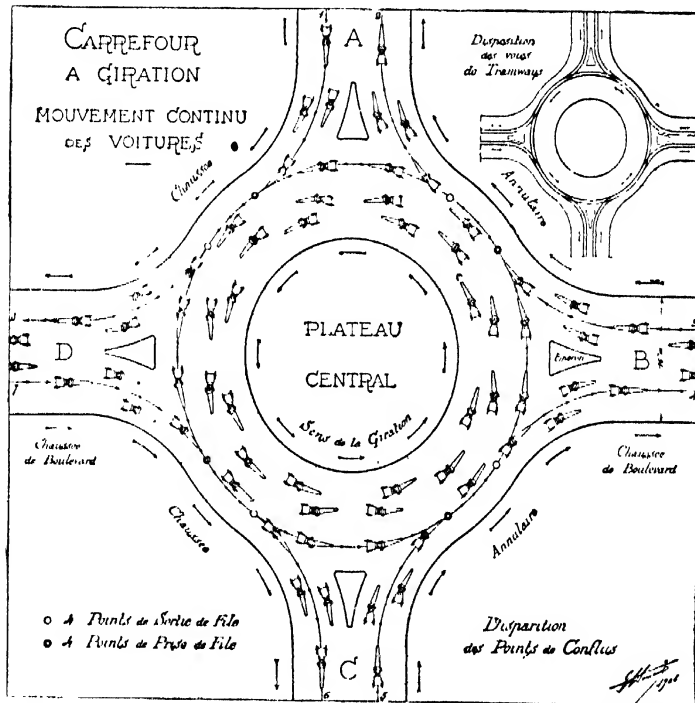 CARREFOUR
A GIRATION
MOUVEMENT CONTINU
DES VOITURES
Disposition
des voies
de Tramways
A
Chaussée
Annulaire
PLATEAU
CENTRAL
Sens de la Giration
D
B
Chaussée
de Boulevard
Chaussée
de Boulevard
Chaussée
Annulaire
C
6
5
4 Points de Sortie de File
4 Points de Prise de File
Disparition
des Points de Conflits